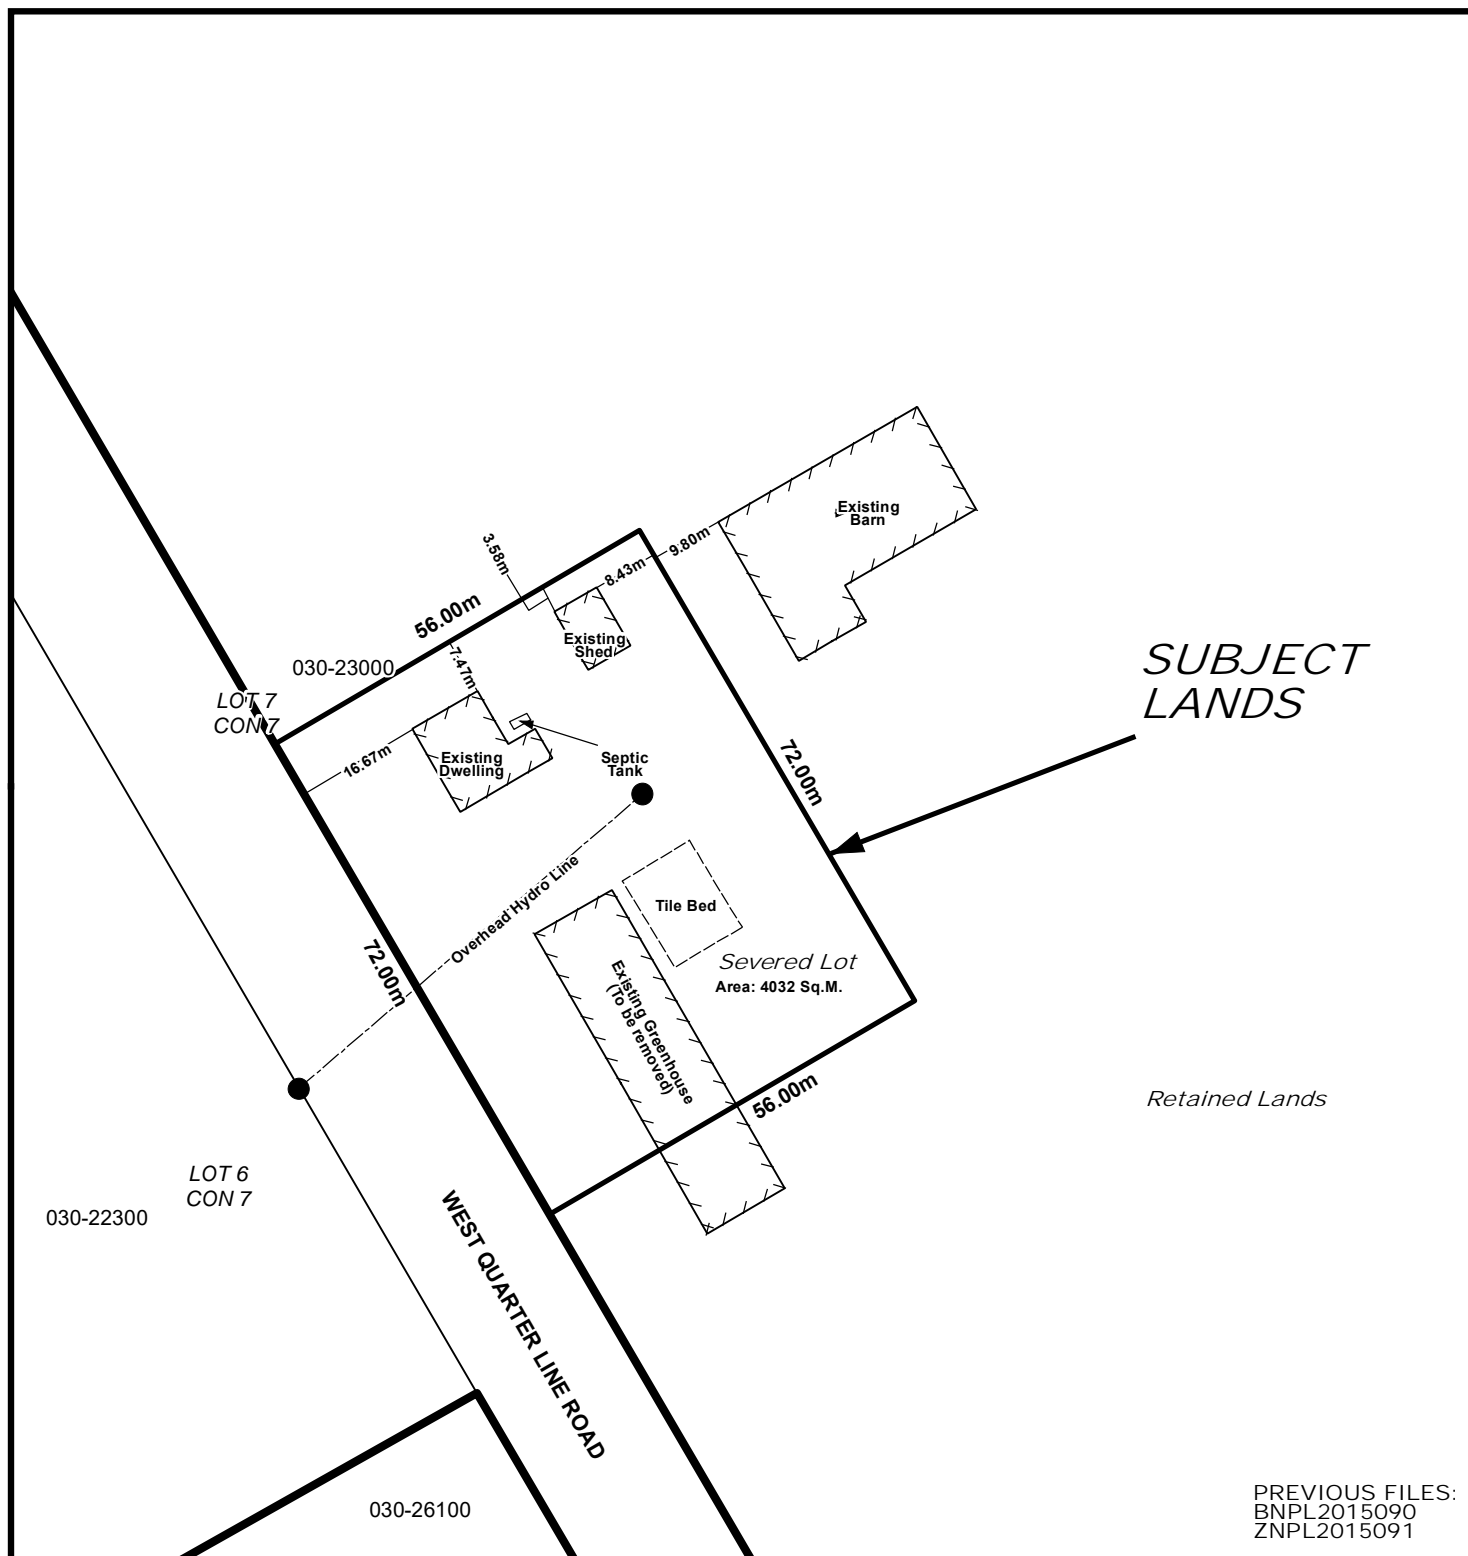 Existing
Barn
3.58m
8.43m
9.80m
56.00m
Existing
Shed
7.47m
030-23000
LOT 7
CON 7
SUBJECT
LANDS
16.67m
Existing
Dwelling
Septic
Tank
72.00m
Overhead Hydro Line
Tile Bed
72.00m
Severed Lot
Area: 4032 Sq.M.
Existing Greenhouse
(To be removed)
56.00m
Retained Lands
LOT 6
CON 7
030-22300
WEST QUARTER LINE ROAD
030-26100
PREVIOUS FILES:
BNPL2015090
ZNPL2015091